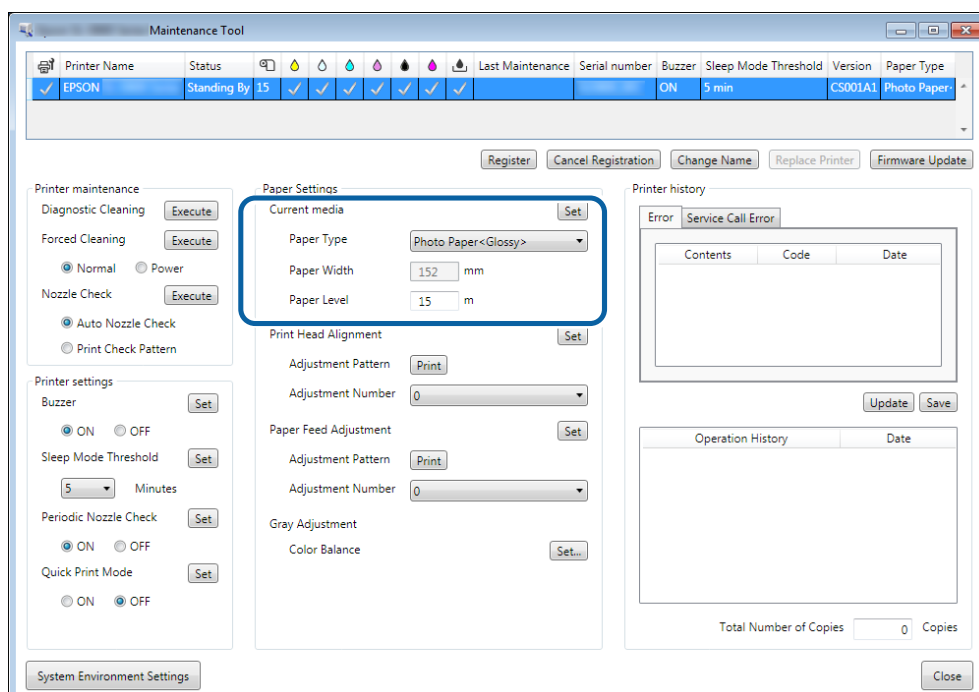 Maintenance Tool
Printer Name Status Last Maintenance Serial number Buzzer Sleep Mode Threshold Version Paper Type
EPSON Standing By 15 ON 5 min CS001A1 Photo Paper
Register Cancel Registration Change Name Replace Printer Firmware Update
Printer maintenance
Diagnostic Cleaning Execute
Forced Cleaning Execute
Normal Power
Nozzle Check Execute
Auto Nozzle Check
Print Check Pattern
Printer settings
Buzzer Set
ON OFF
Sleep Mode Threshold Set
5 Minutes
Periodic Nozzle Check Set
ON OFF
Quick Print Mode Set
ON OFF
Paper Settings
Current media Set
Paper Type Photo Paper<Glossy>
Paper Width 152 mm
Paper Level 15 m
Print Head Alignment Set
Adjustment Pattern Print
Adjustment Number 0
Paper Feed Adjustment Set
Adjustment Pattern Print
Adjustment Number 0
Gray Adjustment
Color Balance Set...
Printer history
Error Service Call Error
Contents Code Date
Update Save
Operation History Date
Total Number of Copies 0 Copies
System Environment Settings Close